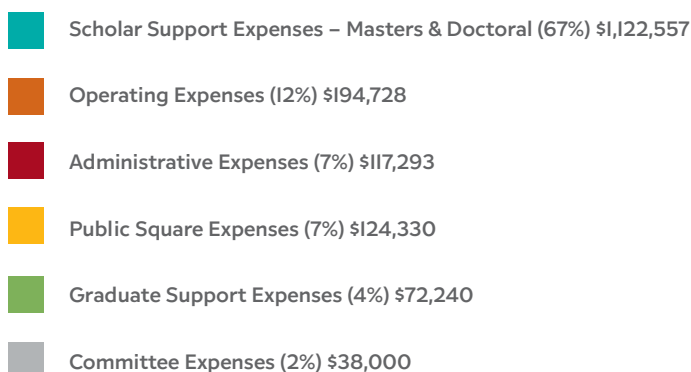 Scholar Support Expenses – Masters & Doctoral (67%) $1,122,557
Operating Expenses (12%) $194,728
Administrative Expenses (7%) $117,293
Public Square Expenses (7%) $124,330
Graduate Support Expenses (4%) $72,240
Committee Expenses (2%) $38,000